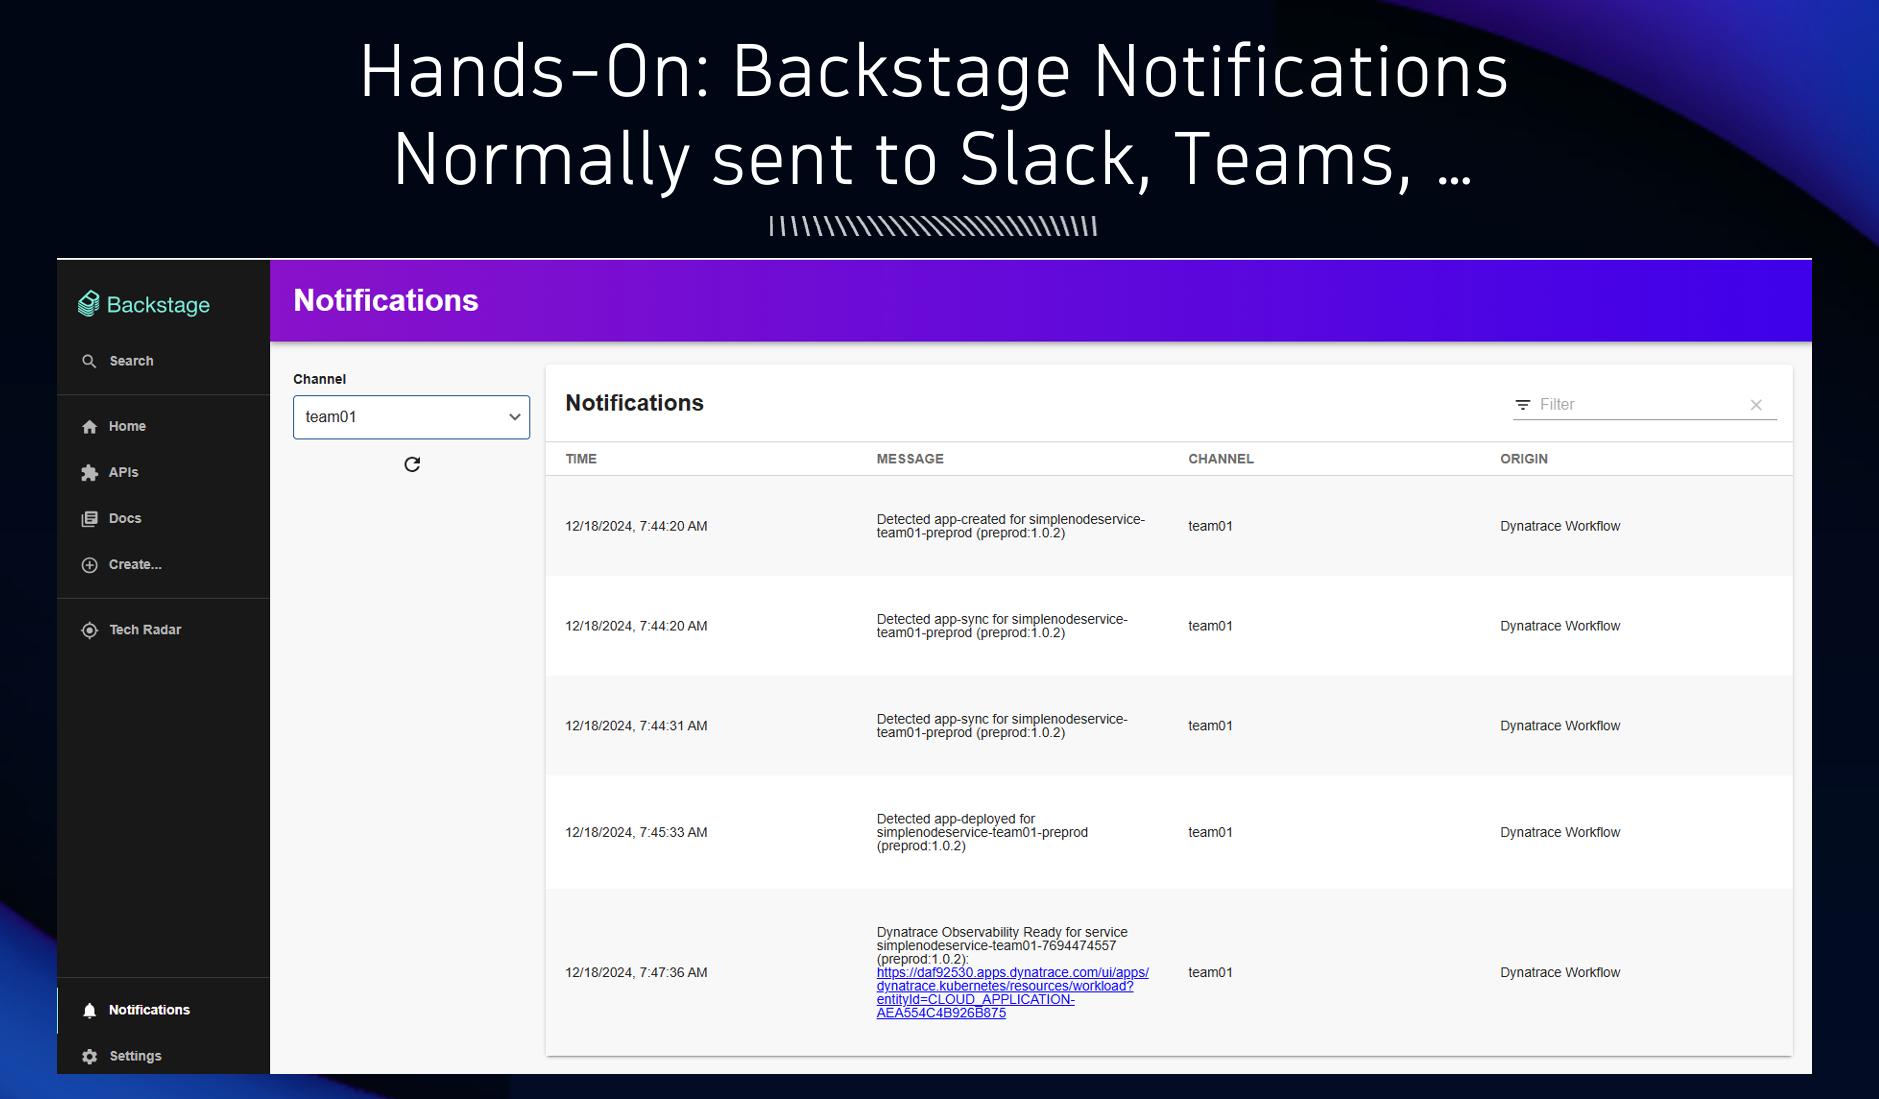 Hands-On: Backstage Notifications
Normally sent to Slack, Teams, …
Backstage
Search
Home
APIs
Docs
Create...
Tech Radar
Notifications
Settings
Notifications
Channel
team01
Notifications
Filter
TIME MESSAGE CHANNEL ORIGIN
12/18/2024, 7:44:20 AM
Detected app-created for simplenodeservice-
team01-preprod (preprod:1.0.2)
team01
Dynatrace Workflow
12/18/2024, 7:44:20 AM
Detected app-sync for simplenodeservice-
team01-preprod (preprod:1.0.2)
team01
Dynatrace Workflow
12/18/2024, 7:44:31 AM
Detected app-sync for simplenodeservice-
team01-preprod (preprod:1.0.2)
team01
Dynatrace Workflow
12/18/2024, 7:45:33 AM
Detected app-deployed for
simplenodeservice-team01-preprod
(preprod:1.0.2)
team01
Dynatrace Workflow
12/18/2024, 7:47:36 AM
Dynatrace Observability Ready for service
simplenodeservice-team01-7694474557
(preprod:1.0.2):
https://daf92530.apps.dynatrace.com/ui/apps/
dynatrace.kubernetes/resources/workload?
entityId=CLOUD_APPLICATION-
AEA554C4B926B875
team01
Dynatrace Workflow